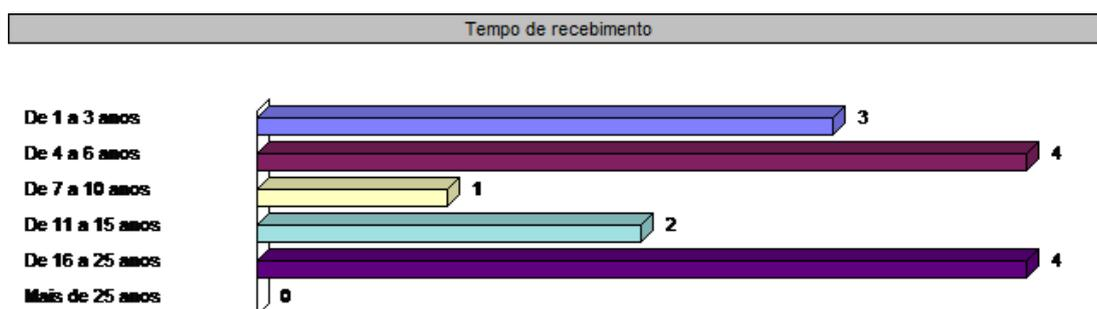 Tempo de recebimento
De 1 a 3 anos 3
De 4 a 6 anos 4
De 7 a 10 anos 1
De 11 a 15 anos 2
De 16 a 25 anos 4
Mais de 25 anos 0